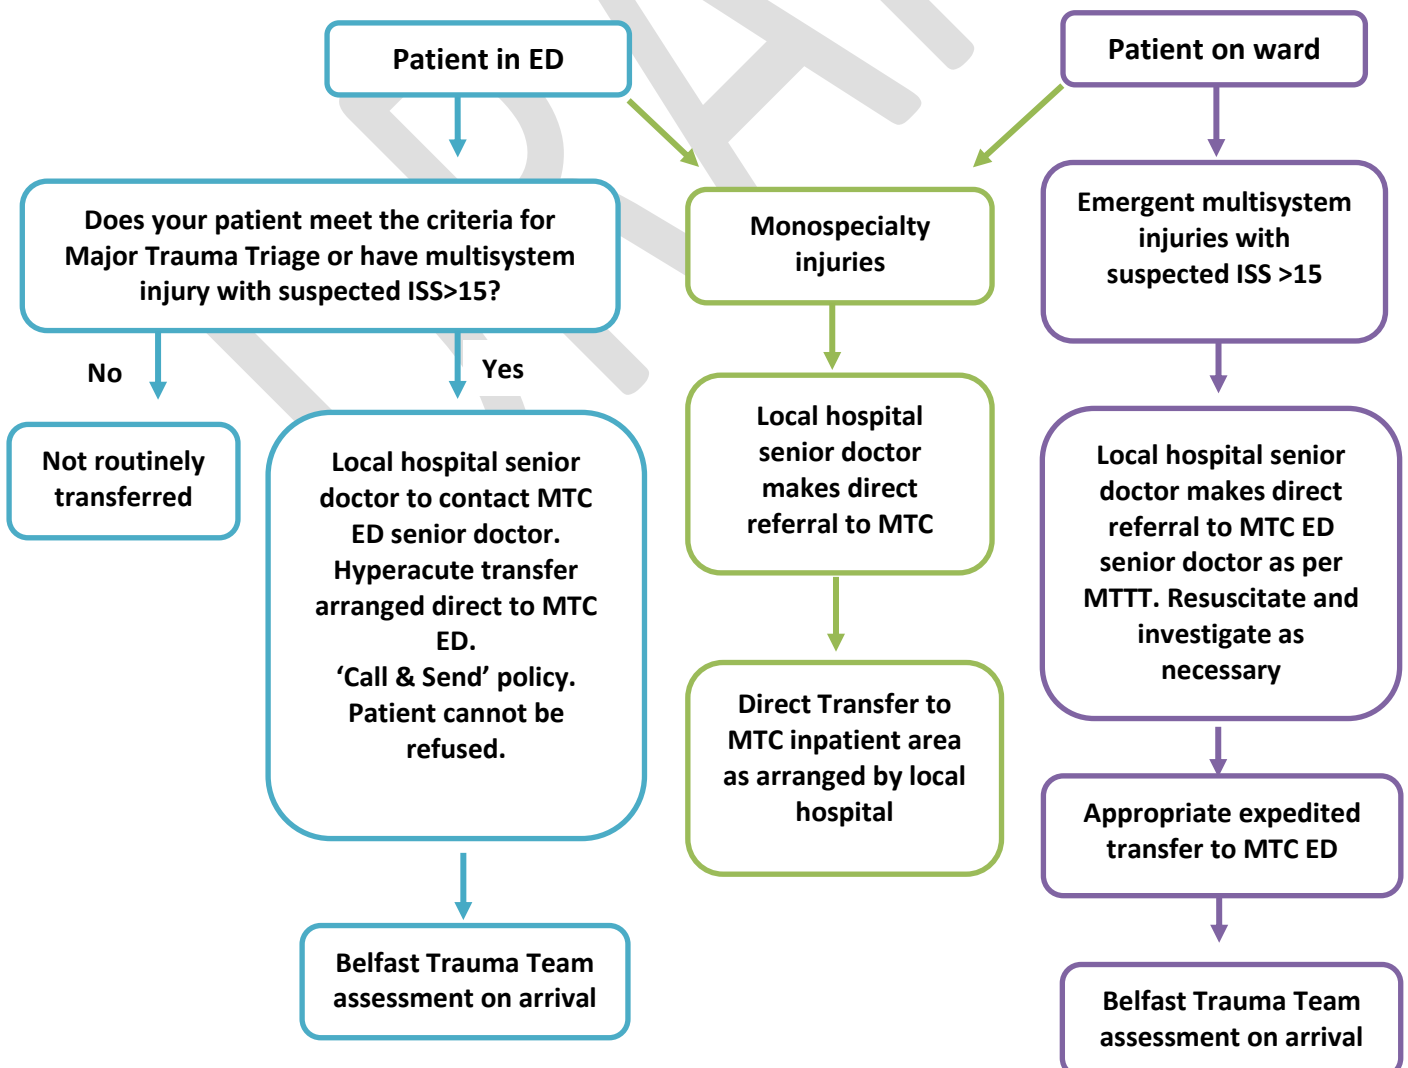 Patient in ED
Patient on ward
Does your patient meet the criteria for
Major Trauma Triage or have multisystem
injury with suspected ISS>15?
No
Yes
Not routinely
transferred
Local hospital senior
doctor to contact MTC
ED senior doctor.
Hyperacute transfer
arranged direct to MTC
ED.
‘Call & Send’ policy.
Patient cannot be
refused.
Belfast Trauma Team
assessment on arrival
Monospecialty
injuries
Local hospital
senior doctor
makes direct
referral to MTC
Direct Transfer to
MTC inpatient area
as arranged by local
hospital
Emergent multisystem
injuries with
suspected ISS >15
Local hospital senior
doctor makes direct
referral to MTC ED
senior doctor as per
MTTT. Resuscitate and
investigate as
necessary
Appropriate expedited
transfer to MTC ED
Belfast Trauma Team
assessment on arrival